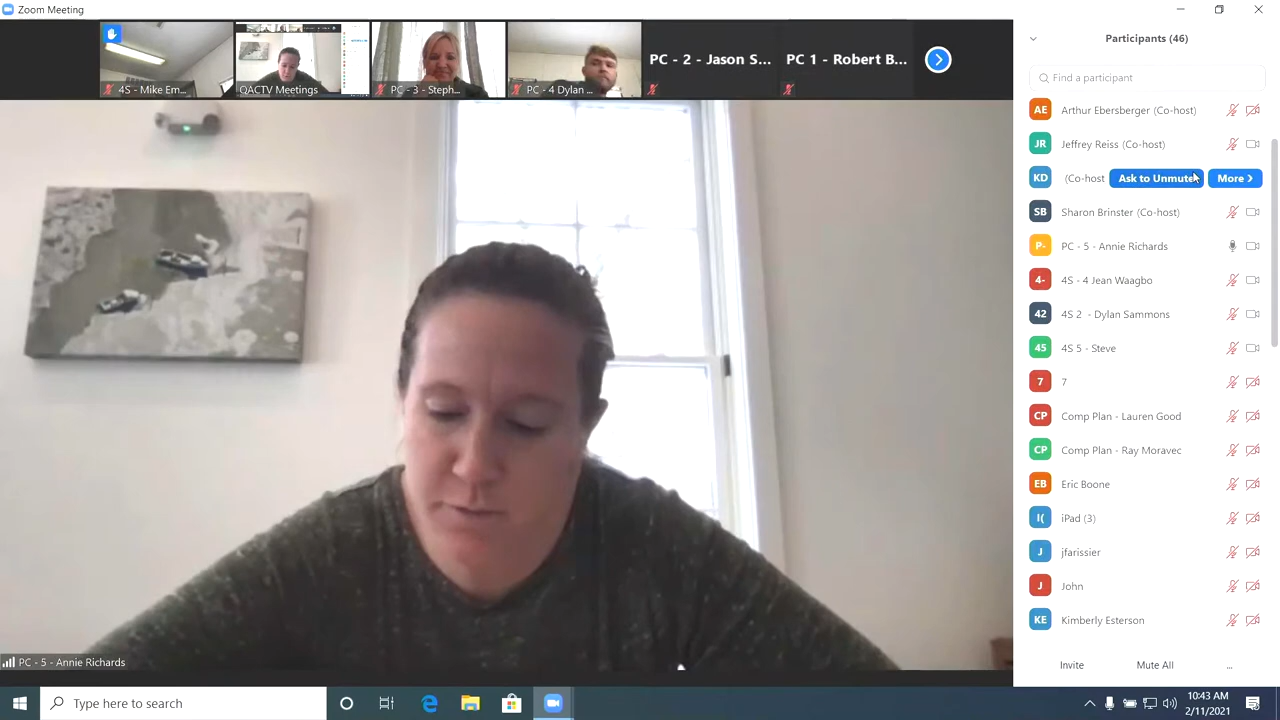 Zoom Meeting
4S - Mike Em...
QACTV Meetings
PC - 3 - Steph...
PC - 4 Dylan ...
PC - 2 - Jason S...
PC 1 - Robert B...
PC - 5 - Annie Richards
Participants (46)
Find a participant
AE Arthur Ebersberger (Co-host)
JR Jeffrey Reiss (Co-host)
KD (Co-host Ask to Unmute More >
SB Sharon Brinster (Co-host)
P- PC - 5 - Annie Richards
4- 4S - 4 Jean Waagbo
42 4S 2 - Dylan Sammons
45 4S 5 - Steve
7 7
CP Comp Plan - Lauren Good
CP Comp Plan - Ray Moravec
EB Eric Boone
I( iPad (3)
J jfarissier
J John
KE Kimberly Esterson
Invite Mute All ...
Type here to search
10:43 AM
2/11/2021